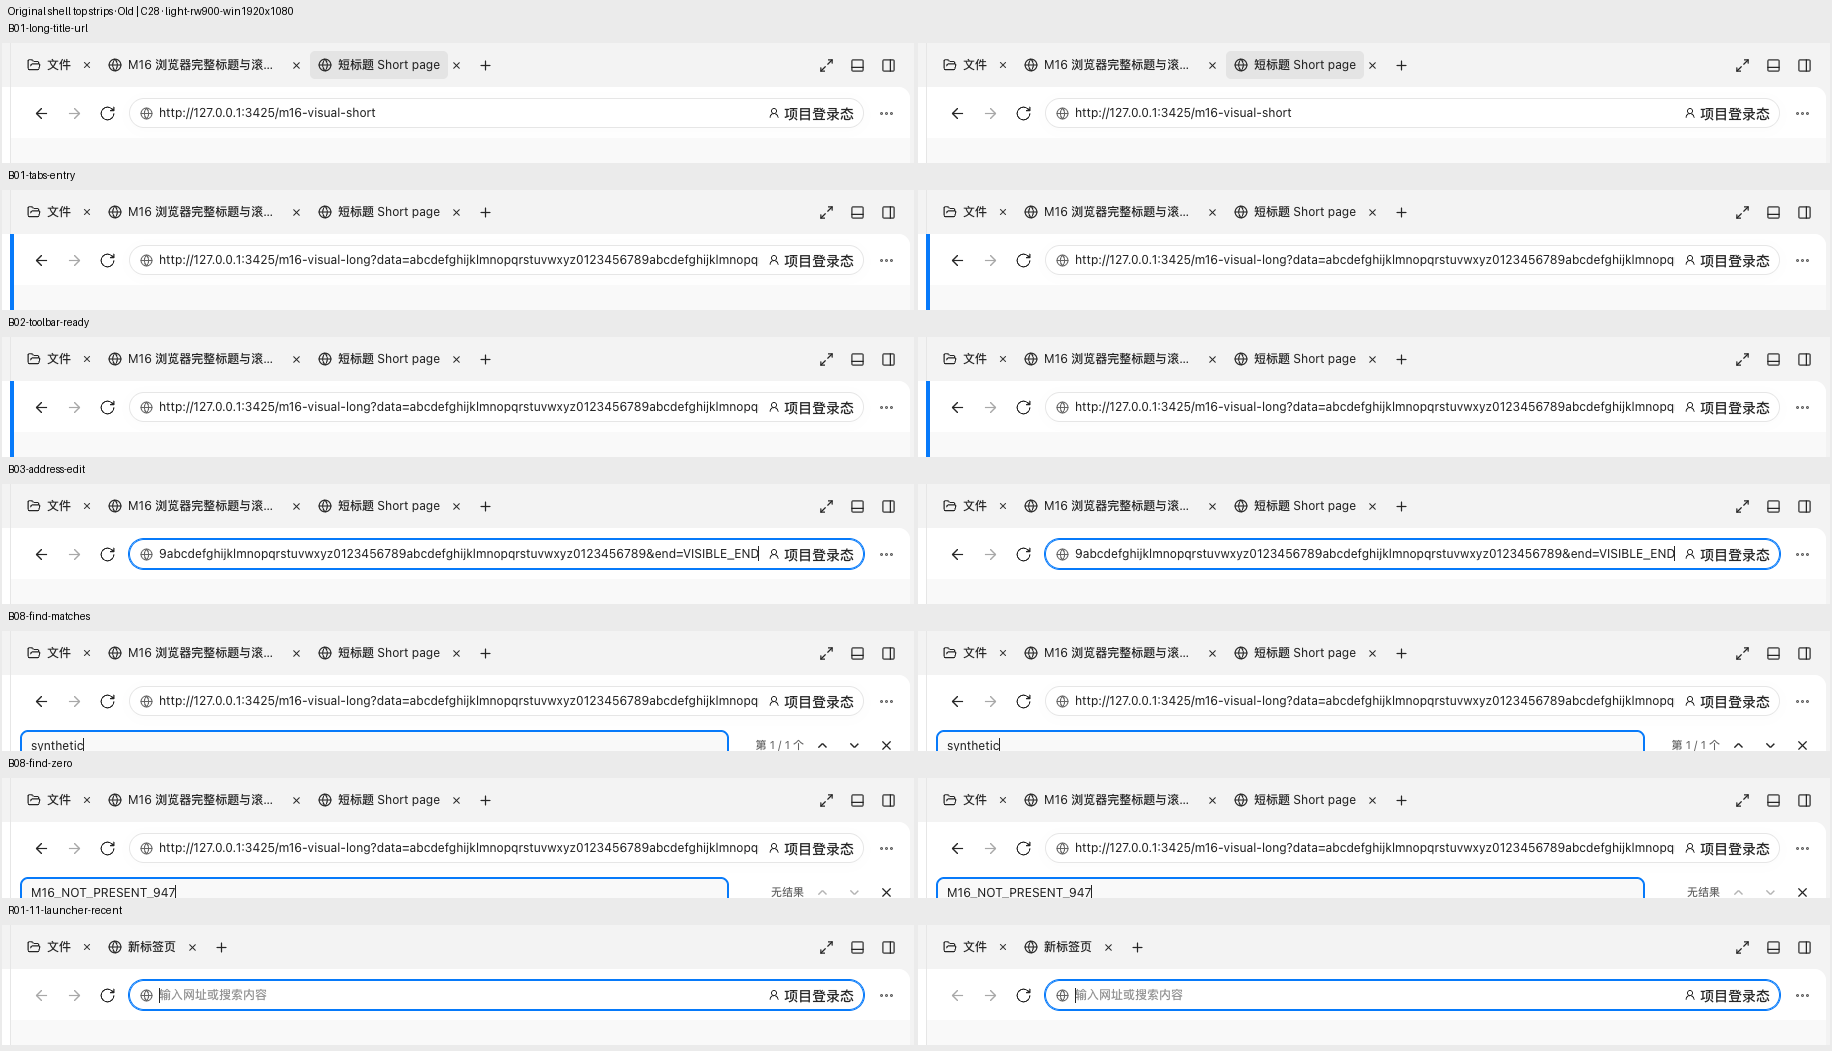 Original shell top strips · Old | C28 · light-rw900-win1920x1080
B01-long-title-url
文件 × M16 浏览器完整标题与滚... × 短标题 Short page × +
文件 × M16 浏览器完整标题与滚... × 短标题 Short page × +
http://127.0.0.1:3425/m16-visual-short 项目登录态 ...
http://127.0.0.1:3425/m16-visual-short 项目登录态 ...
B01-tabs-entry
文件 × M16 浏览器完整标题与滚... × 短标题 Short page × +
文件 × M16 浏览器完整标题与滚... × 短标题 Short page × +
http://127.0.0.1:3425/m16-visual-long?data=abcdefghijklmnopqrstuvwxyz0123456789abcdefghijklmnopq 项目登录态 ...
http://127.0.0.1:3425/m16-visual-long?data=abcdefghijklmnopqrstuvwxyz0123456789abcdefghijklmnopq 项目登录态 ...
B02-toolbar-ready
文件 × M16 浏览器完整标题与滚... × 短标题 Short page × +
文件 × M16 浏览器完整标题与滚... × 短标题 Short page × +
http://127.0.0.1:3425/m16-visual-long?data=abcdefghijklmnopqrstuvwxyz0123456789abcdefghijklmnopq 项目登录态 ...
http://127.0.0.1:3425/m16-visual-long?data=abcdefghijklmnopqrstuvwxyz0123456789abcdefghijklmnopq 项目登录态 ...
B03-address-edit
文件 × M16 浏览器完整标题与滚... × 短标题 Short page × +
文件 × M16 浏览器完整标题与滚... × 短标题 Short page × +
9abcdefghijklmnopqrstuvwxyz0123456789abcdefghijklmnopqrstuvwxyz0123456789&end=VISIBLE_END 项目登录态 ...
9abcdefghijklmnopqrstuvwxyz0123456789abcdefghijklmnopqrstuvwxyz0123456789&end=VISIBLE_END 项目登录态 ...
B08-find-matches
文件 × M16 浏览器完整标题与滚... × 短标题 Short page × +
文件 × M16 浏览器完整标题与滚... × 短标题 Short page × +
http://127.0.0.1:3425/m16-visual-long?data=abcdefghijklmnopqrstuvwxyz0123456789abcdefghijklmnopq 项目登录态 ...
http://127.0.0.1:3425/m16-visual-long?data=abcdefghijklmnopqrstuvwxyz0123456789abcdefghijklmnopq 项目登录态 ...
synthetic 第 1 / 1 个 ×
synthetic 第 1 / 1 个 ×
B08-find-zero
文件 × M16 浏览器完整标题与滚... × 短标题 Short page × +
文件 × M16 浏览器完整标题与滚... × 短标题 Short page × +
http://127.0.0.1:3425/m16-visual-long?data=abcdefghijklmnopqrstuvwxyz0123456789abcdefghijklmnopq 项目登录态 ...
http://127.0.0.1:3425/m16-visual-long?data=abcdefghijklmnopqrstuvwxyz0123456789abcdefghijklmnopq 项目登录态 ...
M16_NOT_PRESENT_947 无结果 ×
M16_NOT_PRESENT_947 无结果 ×
R01-11-launcher-recent
文件 × 新标签页 × +
文件 × 新标签页 × +
输入网址或搜索内容 项目登录态 ...
输入网址或搜索内容 项目登录态 ...